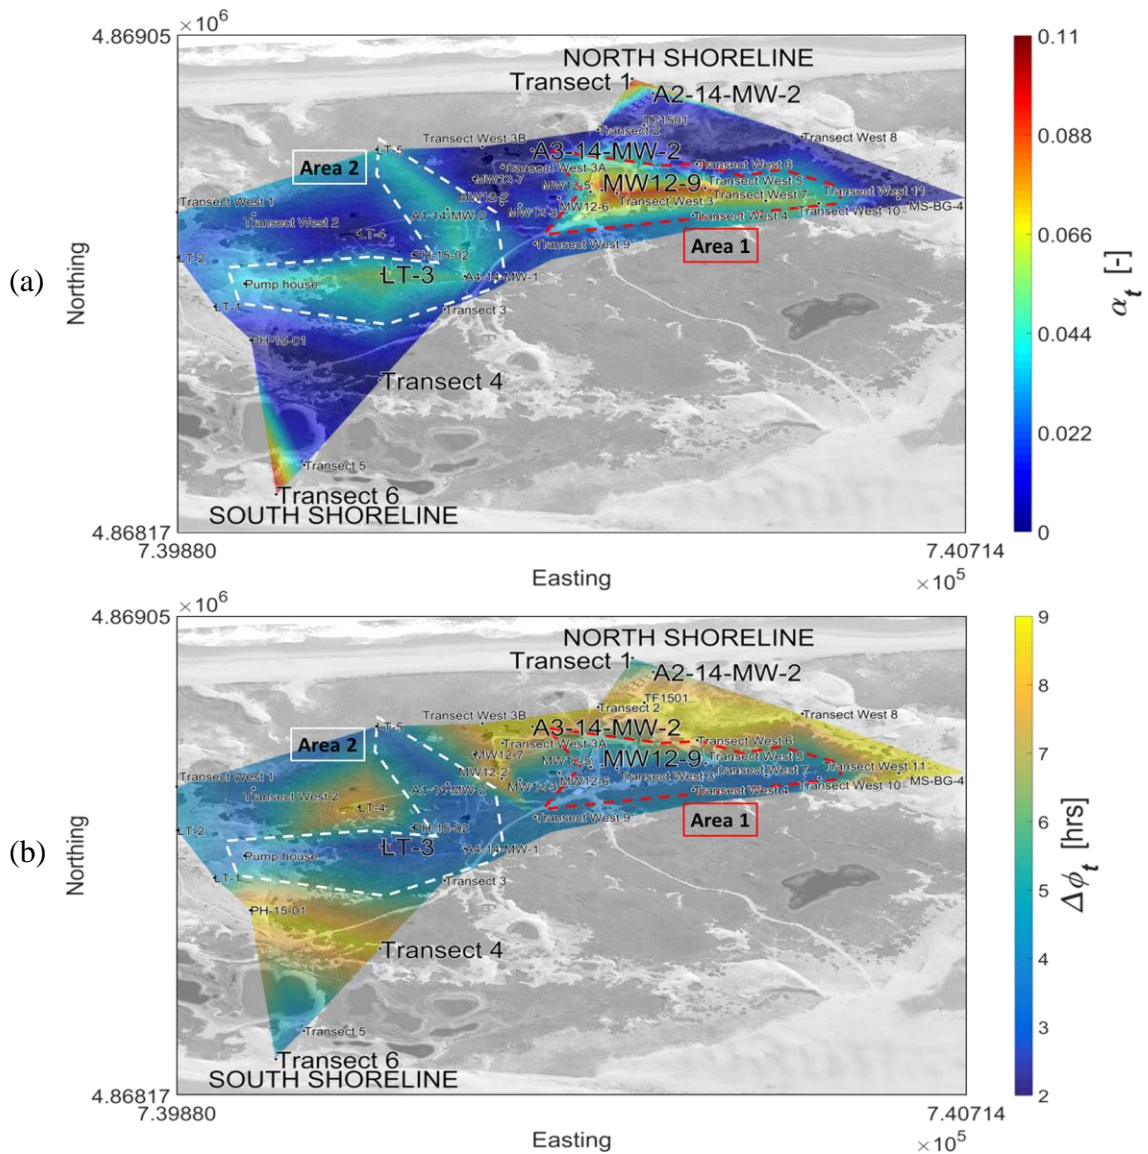 4.86905 ×10⁶
NORTH SHORELINE
Transect 1
A2-14-MW-2
TF1501
Transect 2
Transect West 8
Transect West 3B
LT-5
A3-14-MW-2
Area 2
Transect West 3A
Transect West 6
MW12-7
MW12-5
MW12-9
Transect West 5
Transect West 11
MW12-2
Transect West 3
Transect West 7
MS-BG-4
Transect West 1
MW12-3
MW12-6
Transect West 10
A1-14-MW-2
Transect West 4
Transect West 2
LT-4
Transect West 9
Area 1
LT-2
PH-15-02
(a)
LT-3
A4-14-MW-1
Pump house
LT-1
Transect 3
PH-15-01
Transect 4
Transect 5
Transect 6
SOUTH SHORELINE
4.86817
7.39880
7.40714
Easting
×10⁵
Northing
0.11
0.088
0.066
0.044
0.022
0
αt [-]
4.86905 ×10⁶
NORTH SHORELINE
Transect 1
A2-14-MW-2
TF1501
Transect 2
Transect West 8
Transect West 3B
LT-5
A3-14-MW-2
Area 2
Transect West 3A
Transect West 6
MW12-7
MW12-5
MW12-9
Transect West 5
Transect West 11
MW12-2
Transect West 3
Transect West 7
MS-BG-4
Transect West 1
MW12-3
MW12-6
Transect West 10
A1-14-MW-2
Transect West 4
Transect West 2
LT-4
Transect West 9
Area 1
LT-2
PH-15-02
(b)
LT-3
A4-14-MW-1
Pump house
LT-1
Transect 3
PH-15-01
Transect 4
Transect 5
Transect 6
SOUTH SHORELINE
4.86817
7.39880
7.40714
Easting
×10⁵
Northing
9
8
7
6
5
4
3
2
Δϕt [hrs]